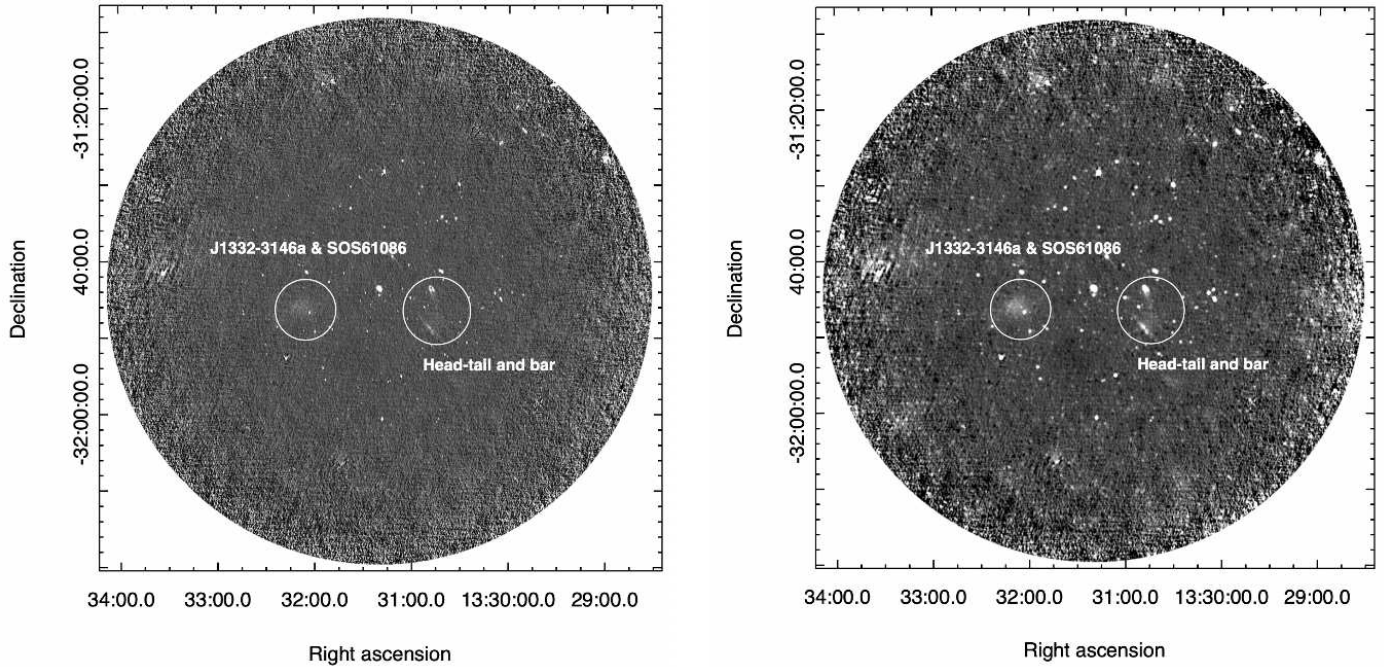 Declination
-31:20:00.0
40:00.0
-32:00:00.0
J1332-3146a & SOS61086
Head-tail and bar
34:00.0 33:00.0 32:00.0 31:00.0 13:30:00.0 29:00.0
Right ascension
Declination
-31:20:00.0
40:00.0
-32:00:00.0
J1332-3146a & SOS61086
Head-tail and bar
34:00.0 33:00.0 32:00.0 31:00.0 13:30:00.0 29:00.0
Right ascension